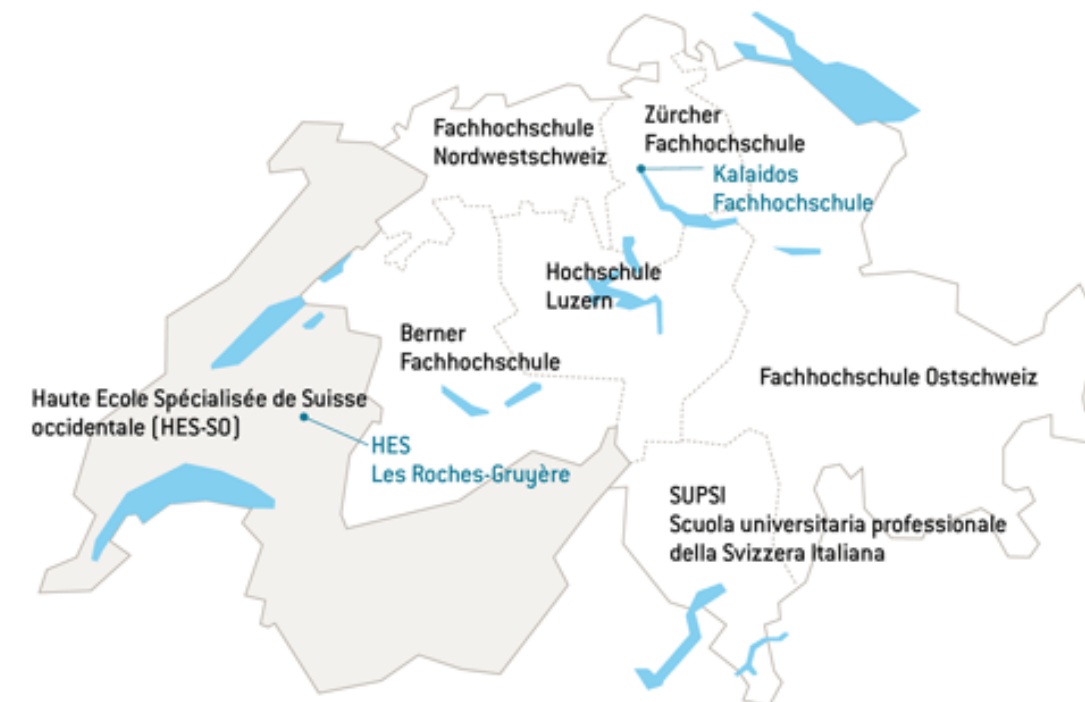 Fachhochschule
Nordwestschweiz
Zürcher
Fachhochschule
Kalaidos
Fachhochschule
Hochschule
Luzern
Berner
Fachhochschule
Fachhochschule Ostschweiz
Haute Ecole Spécialisée de Suisse
occidentale (HES-SO)
HES
Les Roches-Gruyère
SUPSI
Scuola universitaria professionale
della Svizzera Italiana